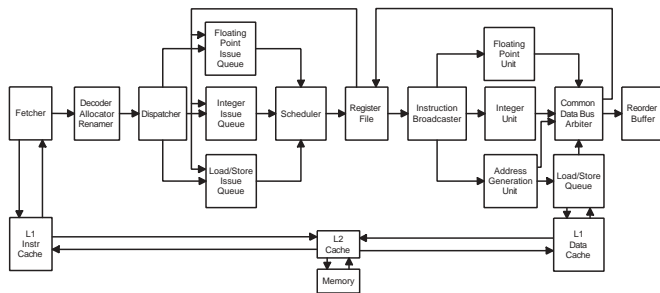 Floating
Point
Issue
Queue
Floating
Point
Unit
Fetcher
Decoder
Allocator
Renamer
Dispatcher
Integer
Issue
Queue
Scheduler
Register
File
Instruction
Broadcaster
Integer
Unit
Common
Data Bus
Arbiter
Reorder
Buffer
Load/Store
Issue
Queue
Address
Generation
Unit
Load/Store
Queue
L1
Instr
Cache
L2
Cache
L1
Data
Cache
Memory